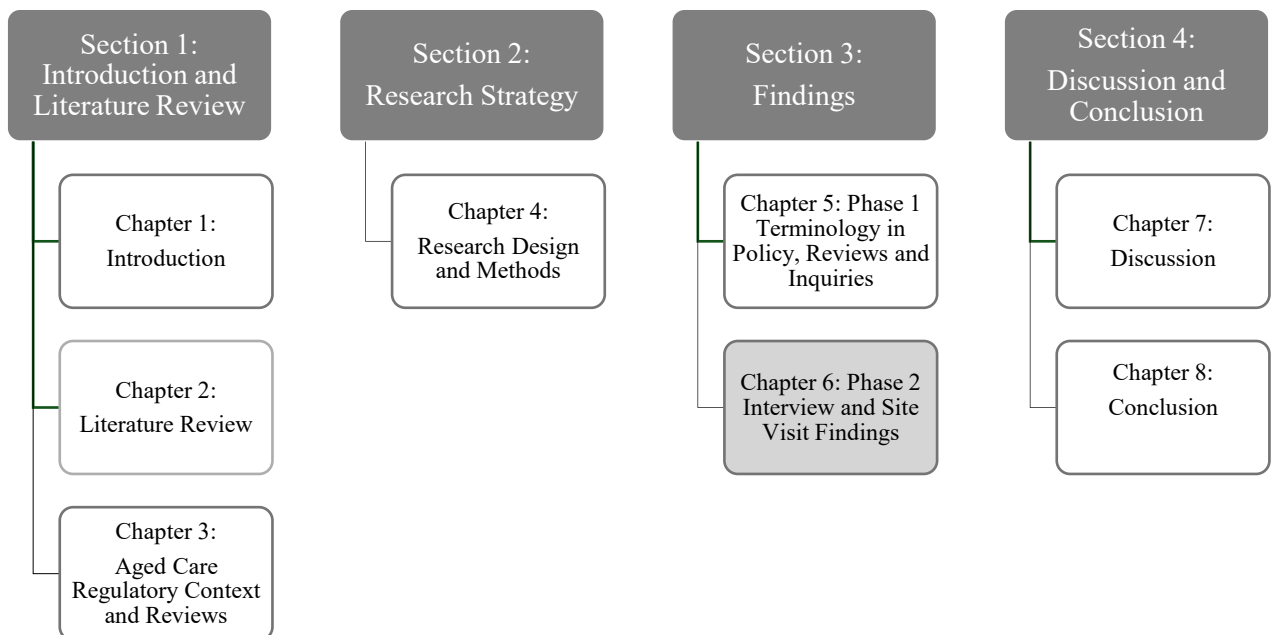 Section 1:
Introduction and
Literature Review
Chapter 1:
Introduction
Chapter 2:
Literature Review
Chapter 3:
Aged Care
Regulatory Context
and Reviews
Section 2:
Research Strategy
Chapter 4:
Research Design
and Methods
Section 3:
Findings
Chapter 5: Phase 1
Terminology in
Policy, Reviews and
Inquiries
Chapter 6: Phase 2
Interview and Site
Visit Findings
Section 4:
Discussion and
Conclusion
Chapter 7:
Discussion
Chapter 8:
Conclusion